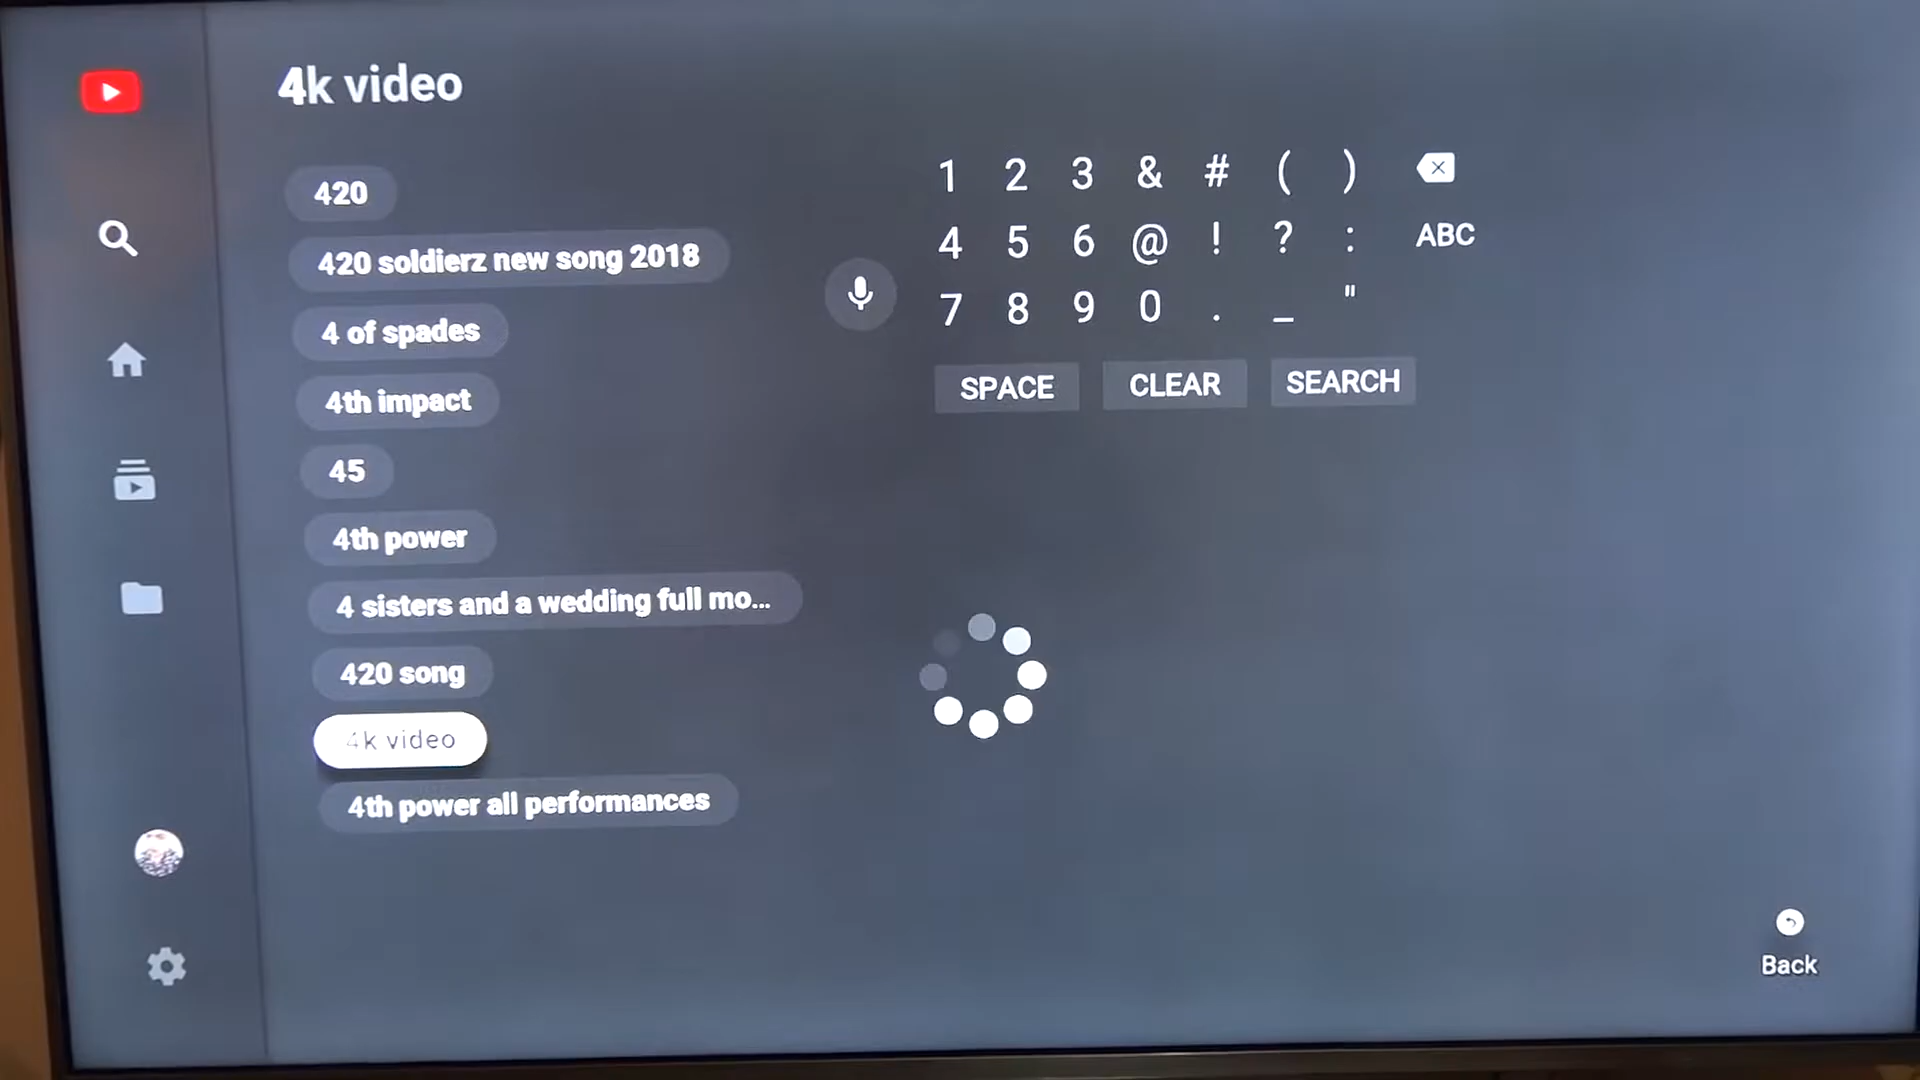 4k video
420
420 soldierz new song 2018
4 of spades
4th impact
45
4th power
4 sisters and a wedding full mo...
420 song
4k video
4th power all performances
1 2 3 & # ( )
4 5 6 @ ! ? : ABC
7 8 9 0 . _ "
SPACE CLEAR SEARCH
Back